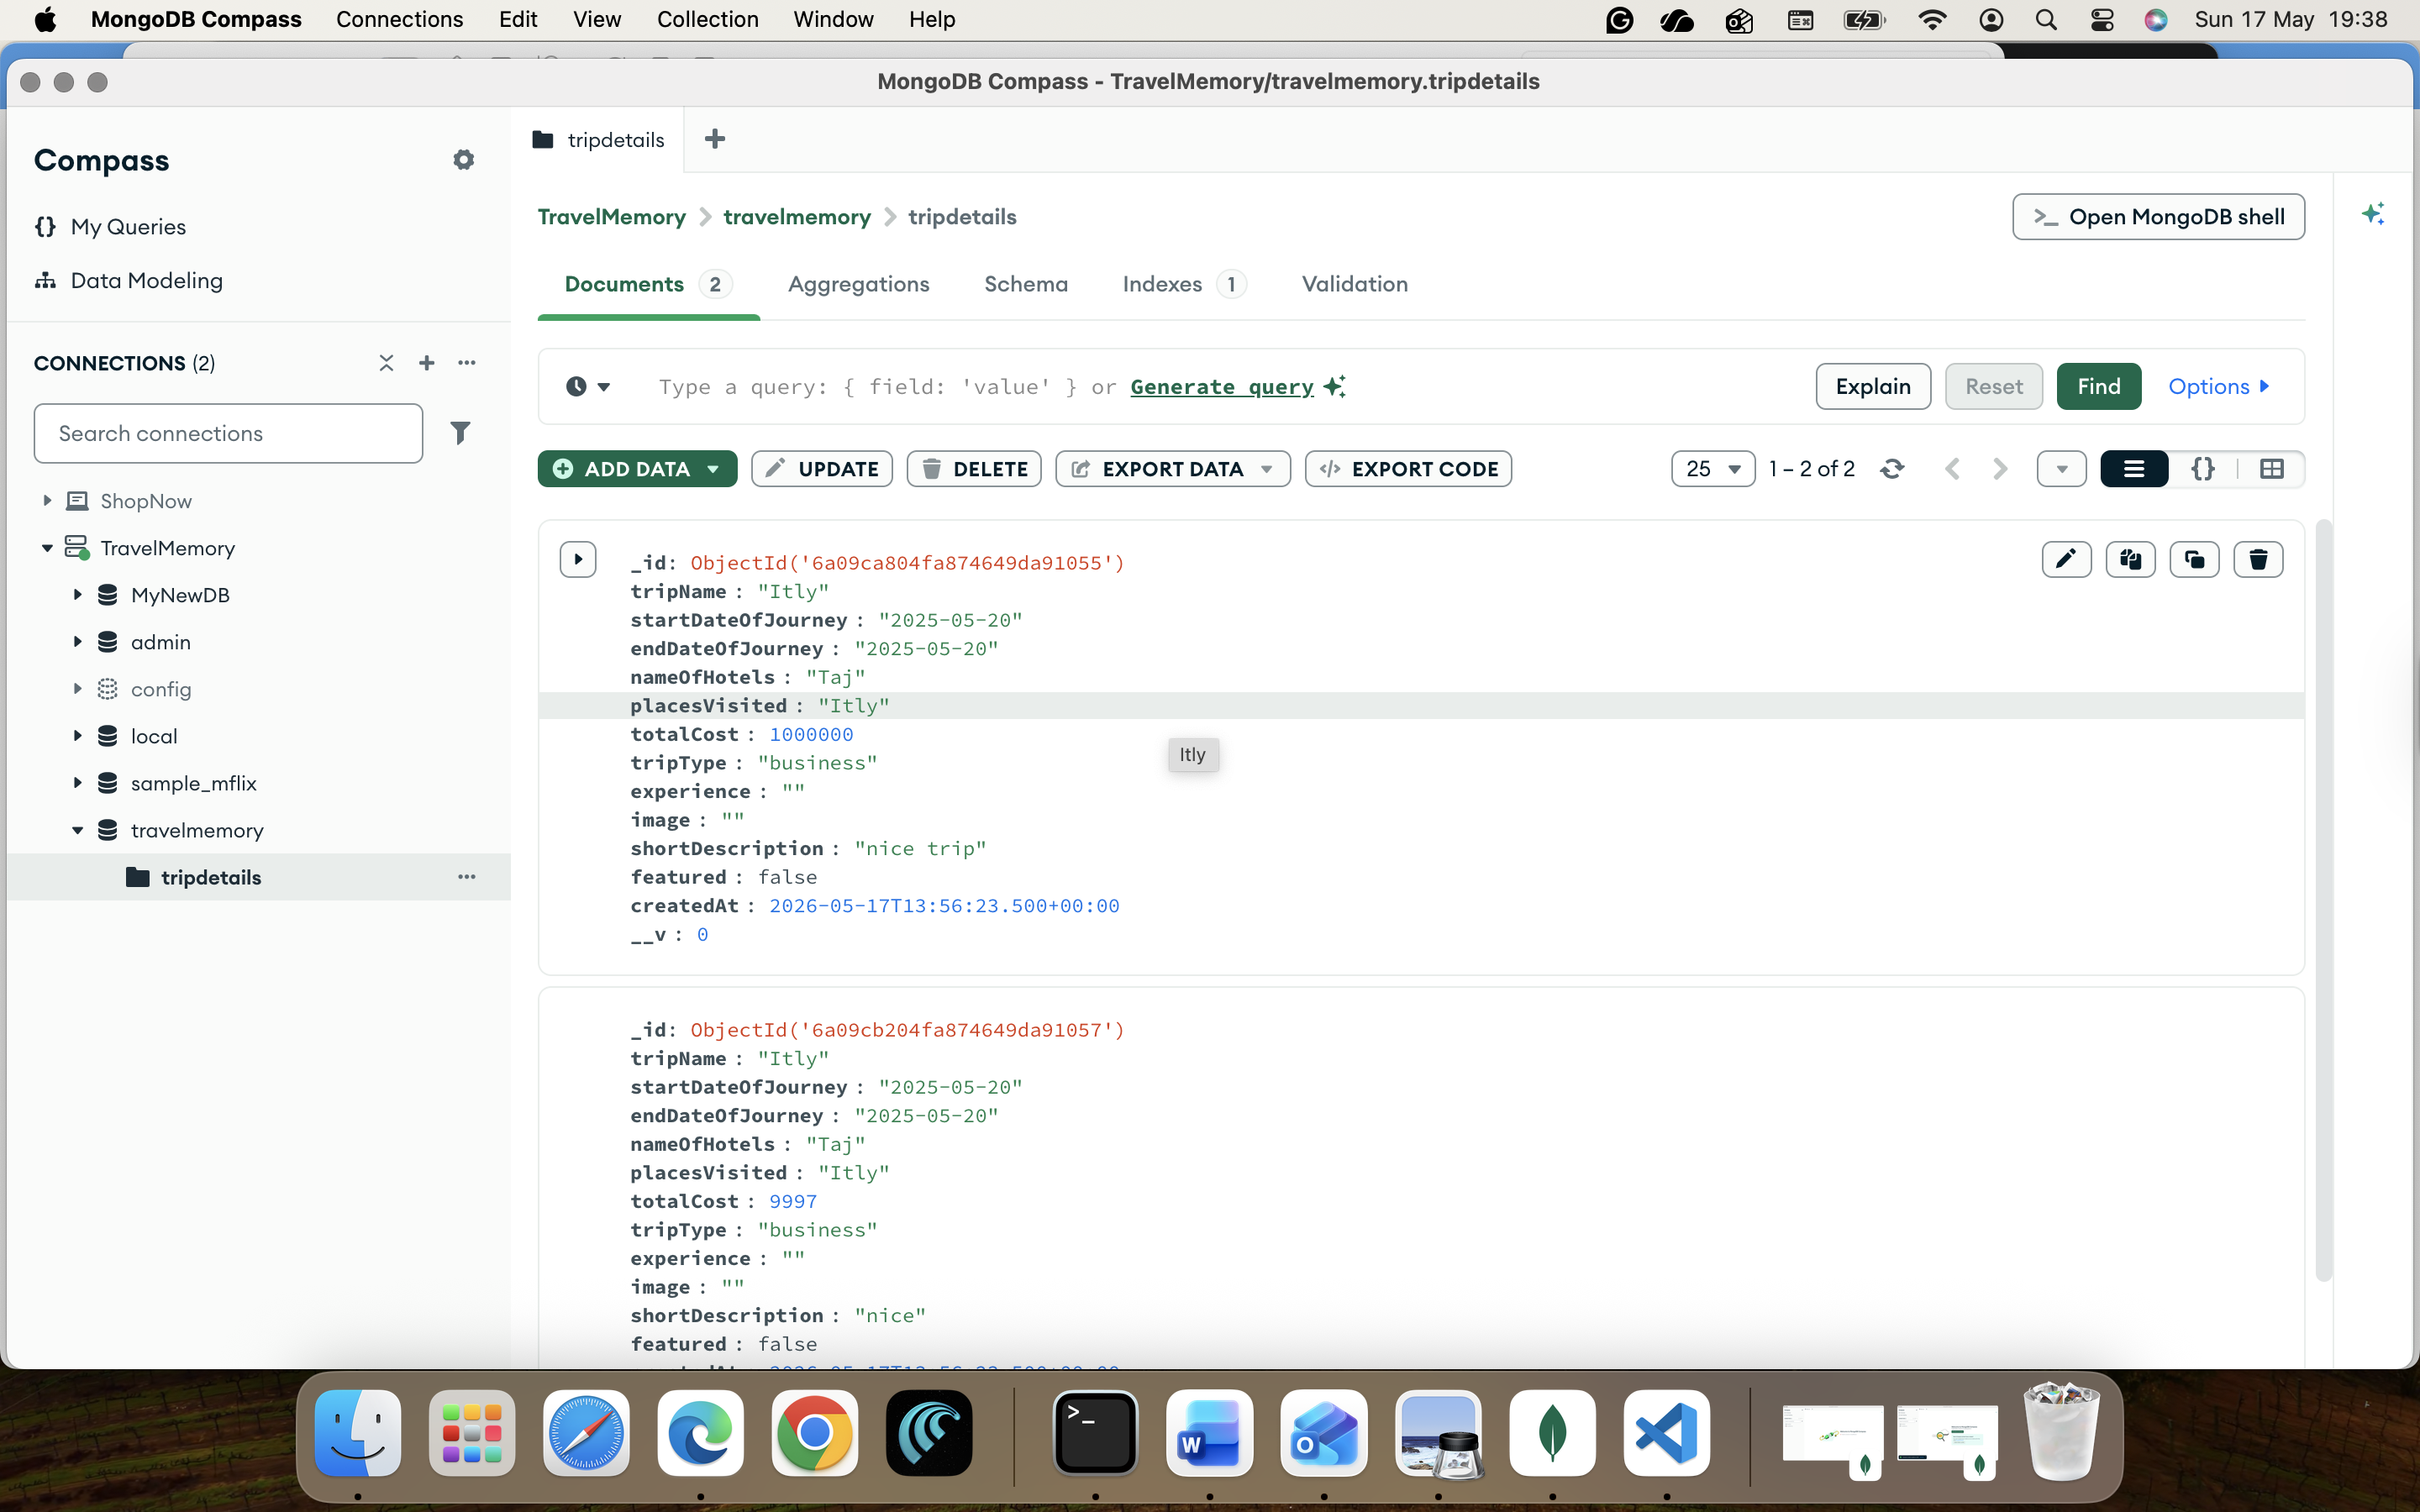 MongoDB Compass Connections Edit View Collection Window Help Sun 17 May 19:38
MongoDB Compass - TravelMemory/travelmemory.tripdetails
Compass
My Queries
Data Modeling
CONNECTIONS (2)
Search connections
ShopNow
TravelMemory
MyNewDB
admin
config
local
sample_mflix
travelmemory
tripdetails
tripdetails
TravelMemory > travelmemory > tripdetails
>_ Open MongoDB shell
Documents 2 Aggregations Schema Indexes 1 Validation
Type a query: { field: 'value' } or Generate query
Explain Reset Find Options
ADD DATA UPDATE DELETE EXPORT DATA EXPORT CODE
25 1 – 2 of 2
_id: ObjectId('6a09ca804fa874649da91055')
tripName : "Itly"
startDateOfJourney : "2025-05-20"
endDateOfJourney : "2025-05-20"
nameOfHotels : "Taj"
placesVisited : "Itly"
totalCost : 1000000
Itly
tripType : "business"
experience : ""
image : ""
shortDescription : "nice trip"
featured : false
createdAt : 2026-05-17T13:56:23.500+00:00
__v : 0
_id: ObjectId('6a09cb204fa874649da91057')
tripName : "Itly"
startDateOfJourney : "2025-05-20"
endDateOfJourney : "2025-05-20"
nameOfHotels : "Taj"
placesVisited : "Itly"
totalCost : 9997
tripType : "business"
experience : ""
image : ""
shortDescription : "nice"
featured : false